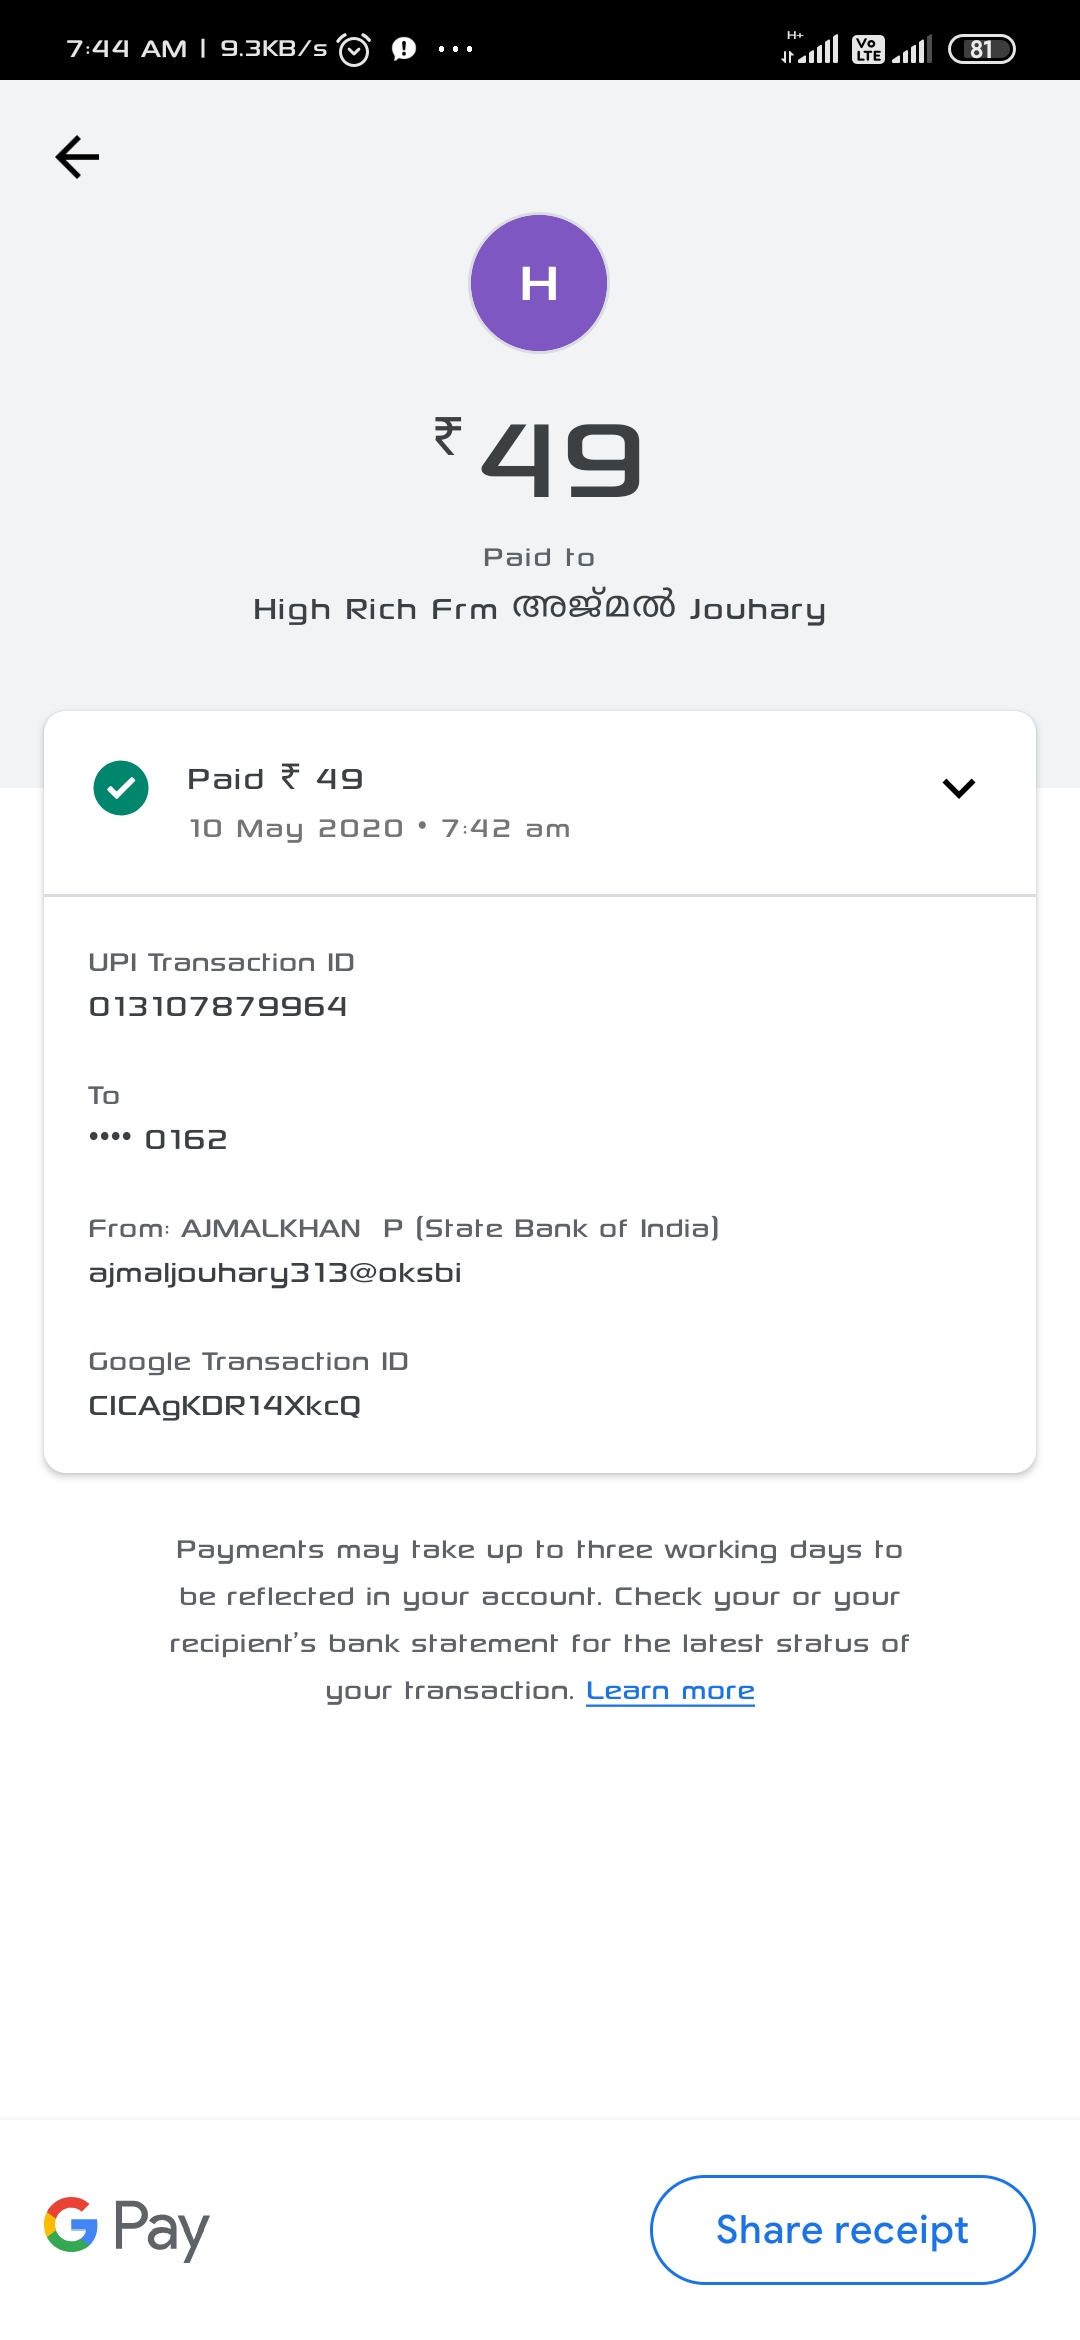 7:44 AM | 9.3KB/s ... H+ Vo LTE 81
H
₹ 49
Paid to
High Rich Frm അജ്മൽ Jouhary
Paid ₹ 49
10 May 2020 • 7:42 am
UPI Transaction ID
013107879964
To
•••• 0162
From: AJMALKHAN  P (State Bank of India)
ajmaljouhary313@oksbi
Google Transaction ID
CICAgKDR14XkcQ
Payments may take up to three working days to
be reflected in your account. Check your or your
recipient's bank statement for the latest status of
your transaction. Learn more
G Pay
Share receipt